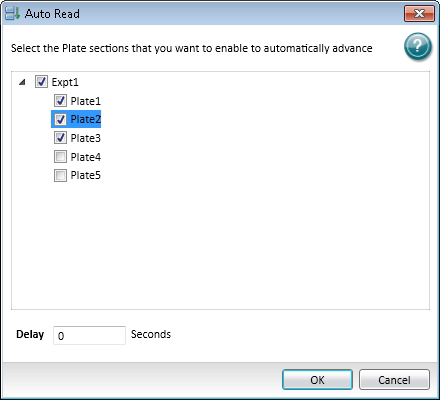 Auto Read
Select the Plate sections that you want to enable to automatically advance
?
Expt1
Plate1
Plate2
Plate3
Plate4
Plate5
Delay 0 Seconds
OK Cancel